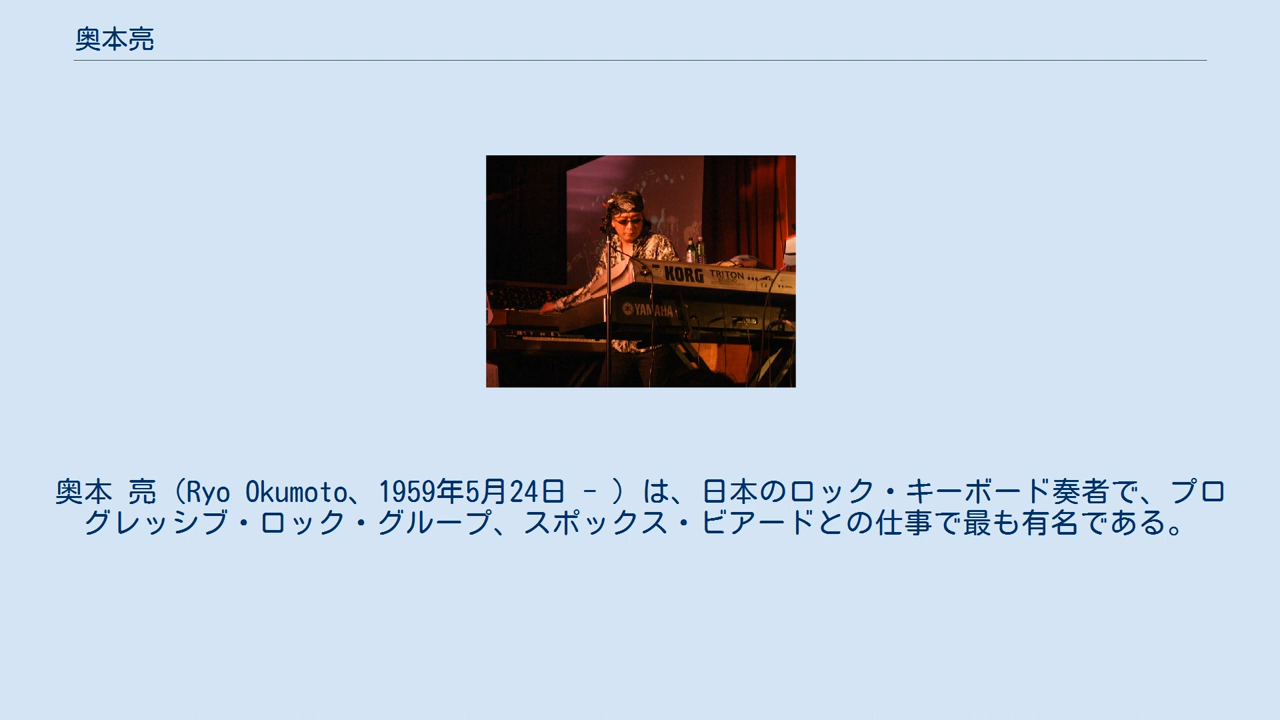 奥本亮
KORG TRITON
YAMAHA
奥本 亮（Ryo Okumoto、1959年5月24日 - ）は、日本のロック・キーボード奏者で、プロ
グレッシブ・ロック・グループ、スポックス・ビアードとの仕事で最も有名である。